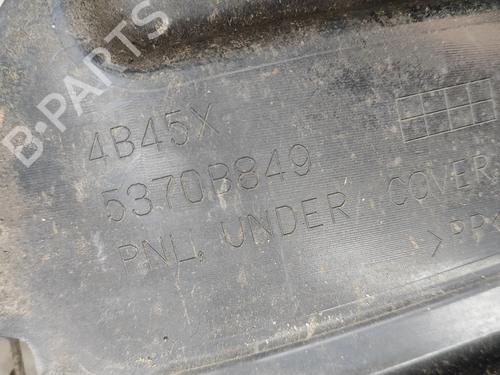 B-PARTS
4B45X
5370B849
PNL, UNDER COVER,
>PP